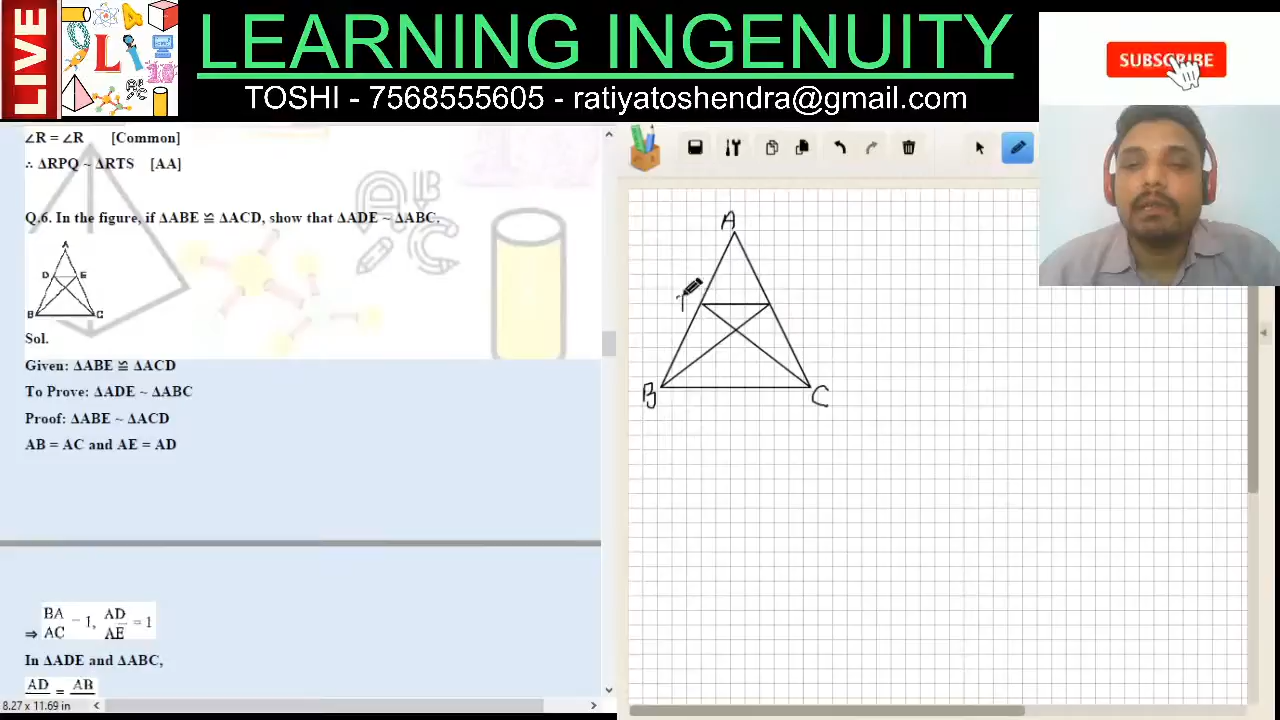 LIVE
LEARNING INGENUITY
TOSHI - 7568555605 - ratiyatoshendra@gmail.com
SUBSCRIBE
∠R = ∠R [Common]
∴ ΔRPQ ~ ΔRTS [AA]
Q.6. In the figure, if ΔABE ≌ ΔACD, show that ΔADE ~ ΔABC.
A
D E
B C
Sol.
Given: ΔABE ≌ ΔACD
To Prove: ΔADE ~ ΔABC
Proof: ΔABE ~ ΔACD
AB = AC and AE = AD
⇒ BA/AC = 1, AD/AE = 1
In ΔADE and ΔABC,
AD = AB
8.27 x 11.69 in
A
B C